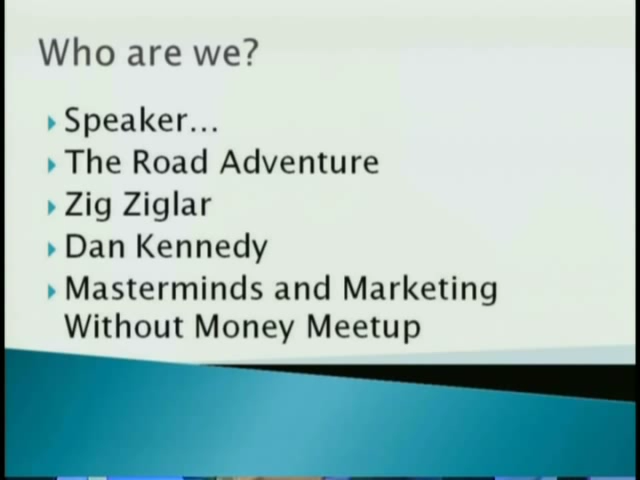 Who are we?
Speaker...
The Road Adventure
Zig Ziglar
Dan Kennedy
Masterminds and Marketing
Without Money Meetup